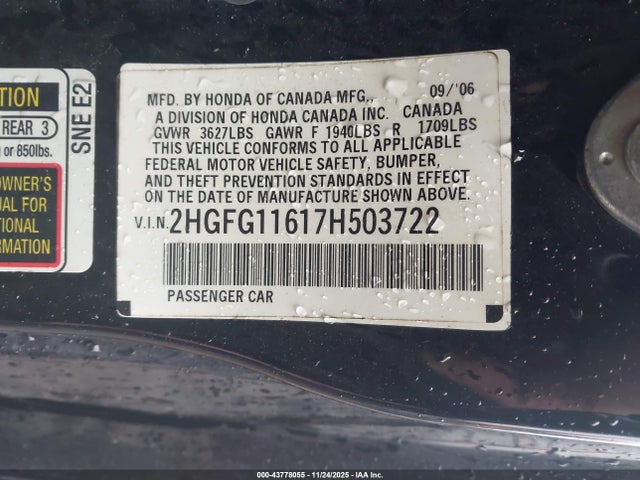 TION
REAR 3
or 850lbs.
OWNER'S
UAL FOR
TIONAL
ORMATION
SNE E2
MFD. BY HONDA OF CANADA MFG., 09/'06
A DIVISION OF HONDA CANADA INC. CANADA
GVWR 3627LBS GAWR F 1940LBS R 1709LBS
THIS VEHICLE CONFORMS TO ALL APPLICABLE
FEDERAL MOTOR VEHICLE SAFETY, BUMPER,
AND THEFT PREVENTION STANDARDS IN EFFECT
ON THE DATE OF MANUFACTURE SHOWN ABOVE.
V.I.N. 2HGFG11617H503722
PASSENGER CAR
000-43778055 - 11/24/2025 - IAA Inc.